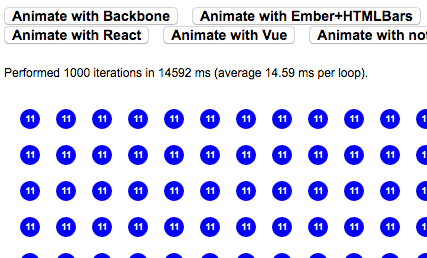 Animate with Backbone Animate with Ember+HTMLBars
Animate with React Animate with Vue Animate with
Performed 1000 iterations in 14592 ms (average 14.59 ms per loop).
11 11 11 11 11 11 11 11 11 11 11
11 11 11 11 11 11 11 11 11 11 11
11 11 11 11 11 11 11 11 11 11 11
11 11 11 11 11 11 11 11 11 11 11